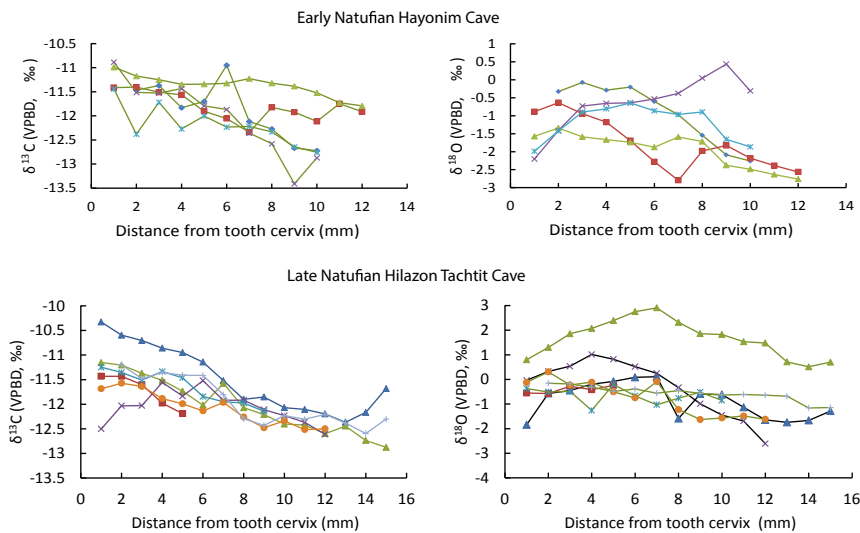 Early Natufian Hayonim Cave
-10.5
-11
-11.5
-12
-12.5
-13
-13.5
δ13C (VPBD, ‰)
0 2 4 6 8 10 12 14
Distance from tooth cervix (mm)
1
0.5
0
-0.5
-1
-1.5
-2
-2.5
-3
δ18O (VPBD, ‰)
0 2 4 6 8 10 12 14
Distance from tooth cervix (mm)
Late Natufian Hilazon Tachtit Cave
-10
-10.5
-11
-11.5
-12
-12.5
-13
-13.5
δ13C (VPBD, ‰)
0 2 4 6 8 10 12 14 16
Distance from tooth cervix (mm)
3
2
1
0
-1
-2
-3
-4
δ18O (VPBD, ‰)
0 2 4 6 8 10 12 14 16
Distance from tooth cervix (mm)